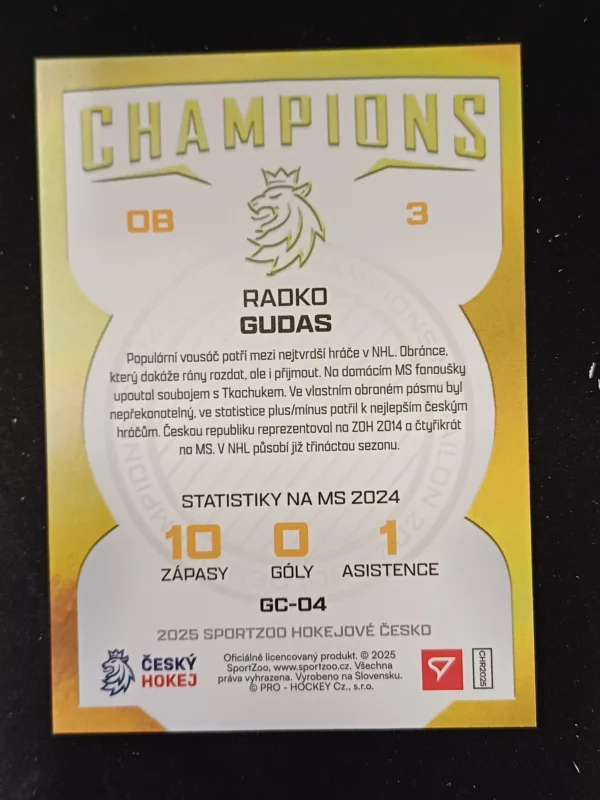 CHAMPIONS
OB 3
RADKO
GUDAS
Populární vousáč patří mezi nejtvrdší hráče v NHL. Obránce,
který dokáže rány rozdat, ale i přijmout. Na domácím MS fanoušky
upoutal soubojem s Tkachukem. Ve vlastním obraném pásmu byl
nepřekonatelný, ve statistice plus/mínus patřil k nejlepším českým
hráčům. Českou republiku reprezentoval na ZOH 2014 a čtyřikrát
na MS. V NHL působí již třináctou sezonu.
STATISTIKY NA MS 2024
10 0 1
ZÁPASY GÓLY ASISTENCE
GC-04
2025 SPORTZOO HOKEJOVÉ ČESKO
ČESKÝ
HOKEJ
Oficiálně licencovaný produkt, © 2025
SportZoo, www.sportzoo.cz. Všechna
práva vyhrazena. Vyrobeno na Slovensku.
© PRO - HOCKEY Cz., s.r.o.
CHR2025